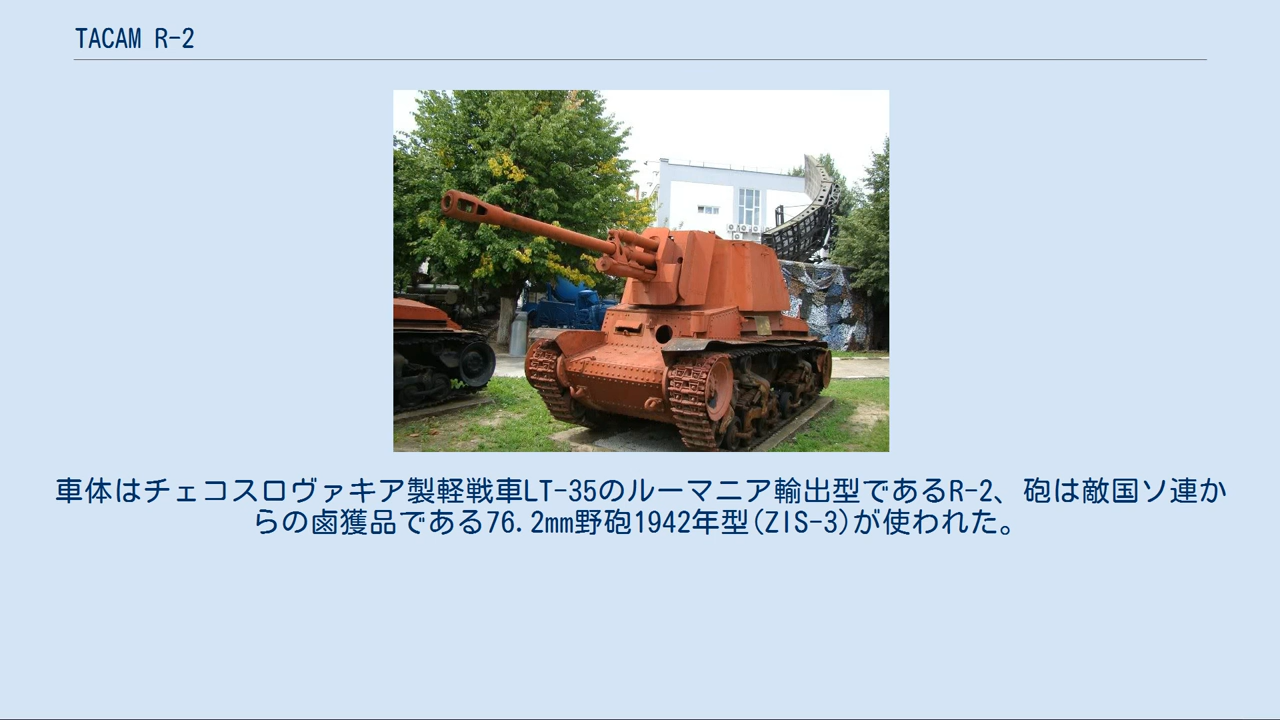 TACAM R-2
車体はチェコスロヴァキア製軽戦車LT-35のルーマニア輸出型であるR-2、砲は敵国ソ連か
らの鹵獲品である76.2mm野砲1942年型(ZIS-3)が使われた。